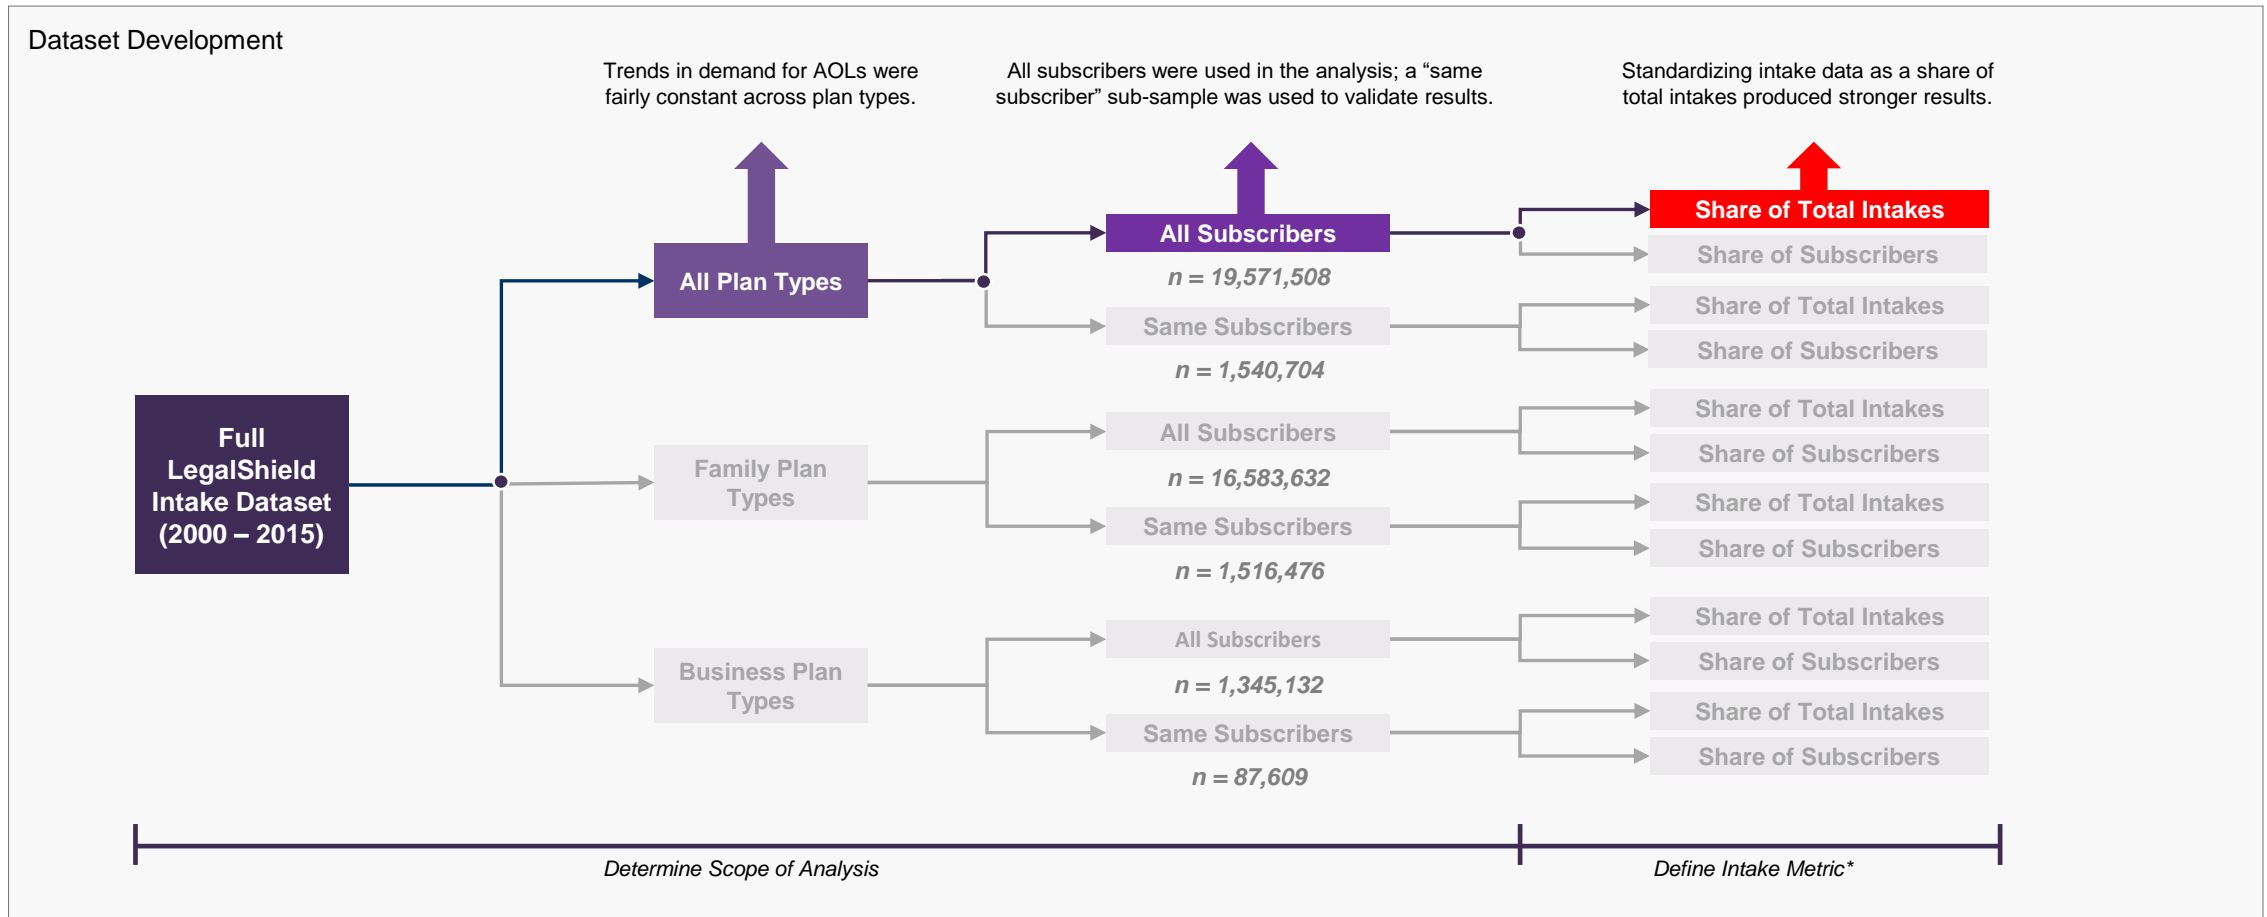 Dataset Development
Trends in demand for AOLs were
fairly constant across plan types.
All subscribers were used in the analysis; a “same
subscriber” sub-sample was used to validate results.
Standardizing intake data as a share of
total intakes produced stronger results.
Full
LegalShield
Intake Dataset
(2000 – 2015)
All Plan Types
Family Plan
Types
Business Plan
Types
All Subscribers
n = 19,571,508
Same Subscribers
n = 1,540,704
All Subscribers
n = 16,583,632
Same Subscribers
n = 1,516,476
All Subscribers
n = 1,345,132
Same Subscribers
n = 87,609
Share of Total Intakes
Share of Subscribers
Share of Total Intakes
Share of Subscribers
Share of Total Intakes
Share of Subscribers
Share of Total Intakes
Share of Subscribers
Share of Total Intakes
Share of Subscribers
Share of Total Intakes
Share of Subscribers
Determine Scope of Analysis
Define Intake Metric*